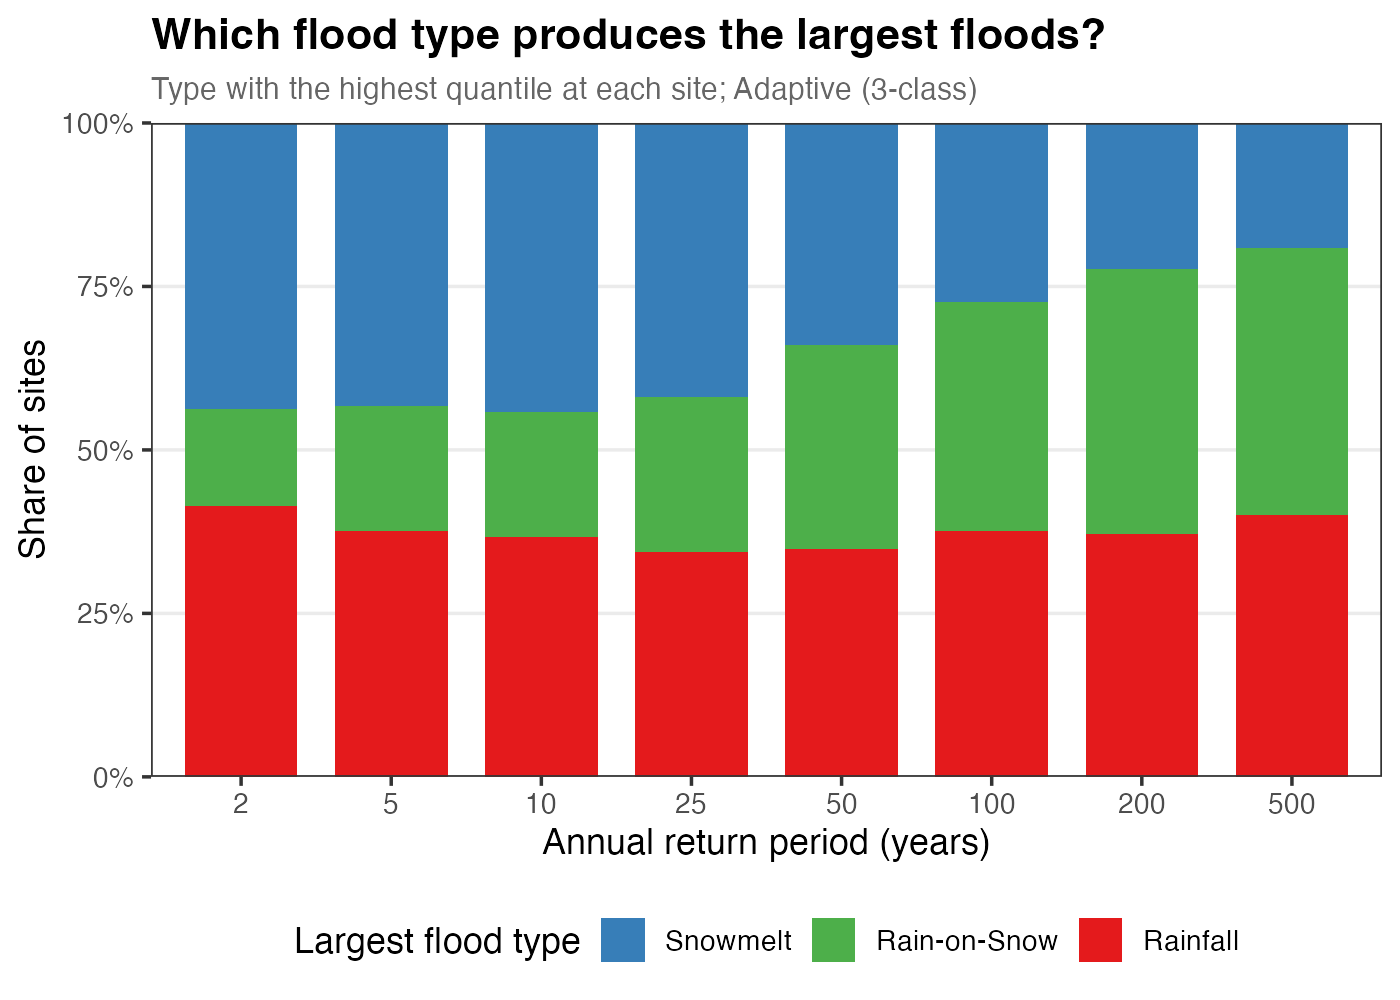 Which flood type produces the largest floods?
Type with the highest quantile at each site; Adaptive (3-class)
Share of sites
100%
75%
50%
25%
0%
2 5 10 25 50 100 200 500
Annual return period (years)
Largest flood type Snowmelt Rain-on-Snow Rainfall